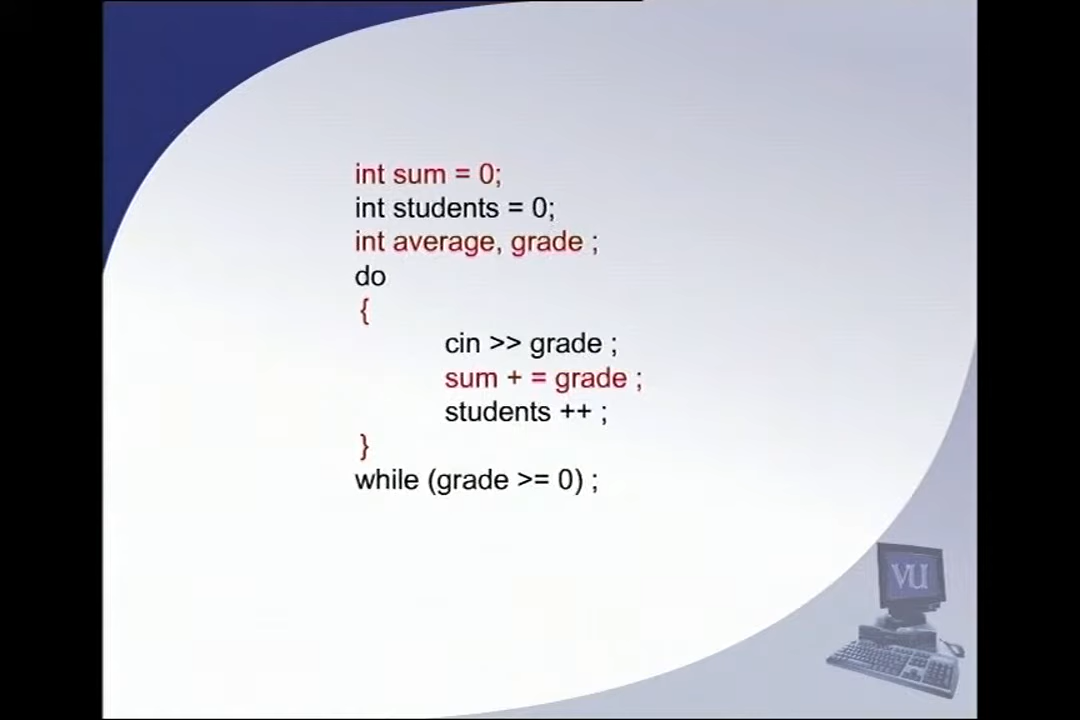 int sum = 0;
int students = 0;
int average, grade ;
do
{
cin >> grade ;
sum + = grade ;
students ++ ;
}
while (grade >= 0) ;
VU